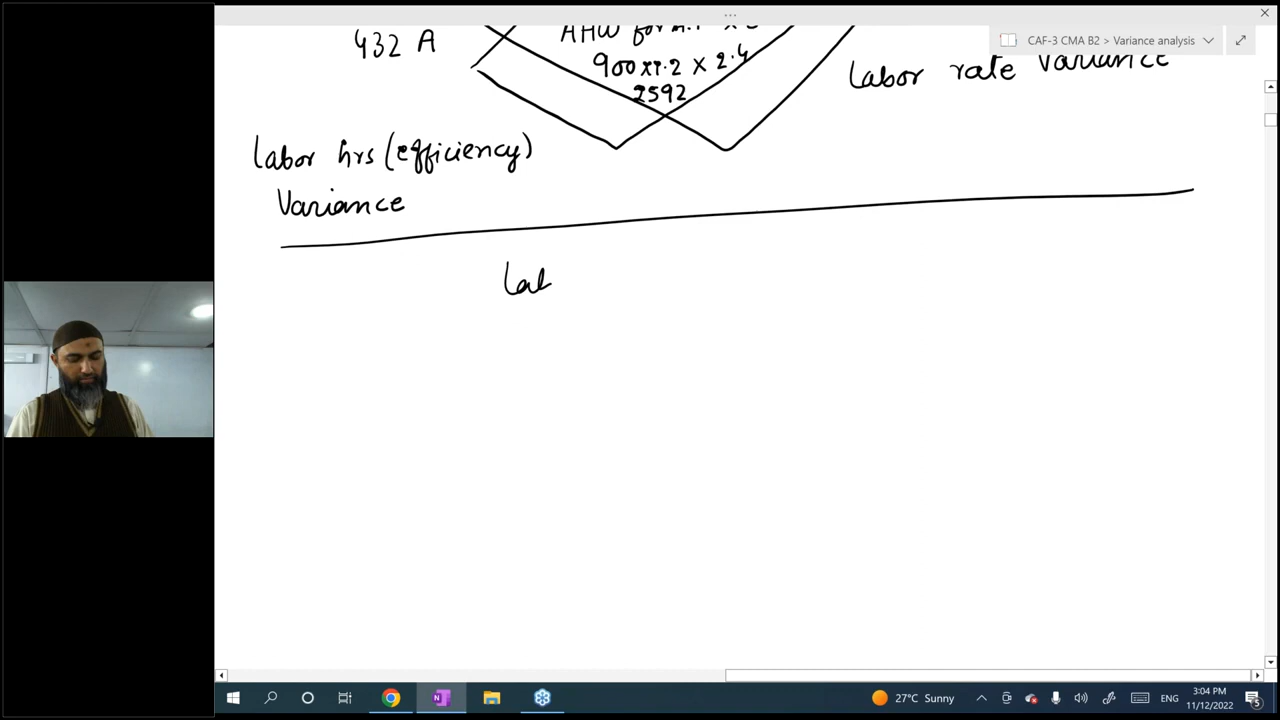 CAF-3 CMA B2 > Variance analysis
432 A
900 x 1.2 x 2.4
2592
Labor rate Variance
Labor hrs (efficiency)
Variance
Lab
27°C Sunny
ENG
3:04 PM
11/12/2022
5